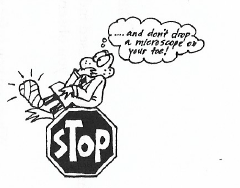 ..... and don't drop
a microscope on
your toe!
STOP